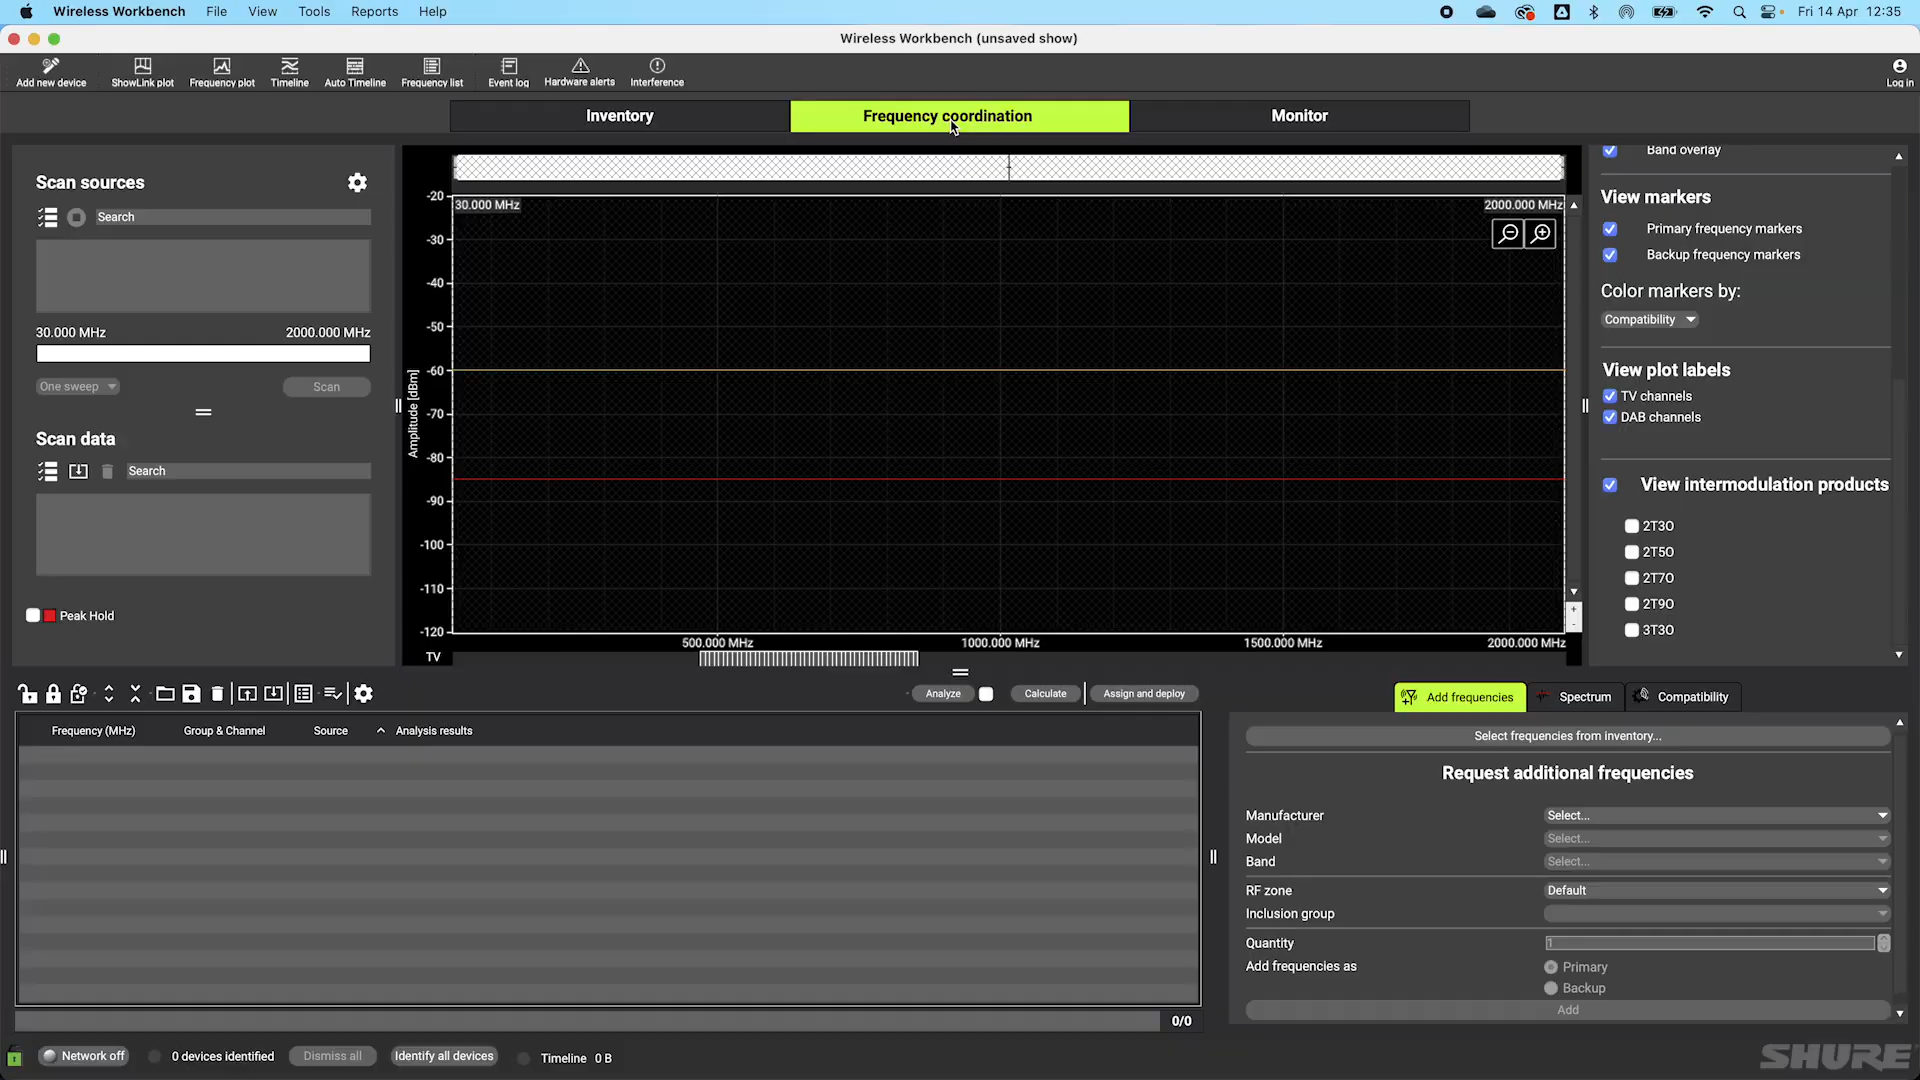 Wireless Workbench File View Tools Reports Help Fri 14 Apr 12:35
Wireless Workbench (unsaved show)
Add new device ShowLink plot Frequency plot Timeline Auto Timeline Frequency list Event log Hardware alerts Interference Log in
Inventory Frequency coordination Monitor
Scan sources
Search
30.000 MHz 2000.000 MHz
One sweep Scan
Scan data
Search
Peak Hold
30.000 MHz 2000.000 MHz
Amplitude [dBm]
-20
-30
-40
-50
-60
-70
-80
-90
-100
-110
-120
500.000 MHz 1000.000 MHz 1500.000 MHz 2000.000 MHz
TV
+
-
Band overlay
View markers
Primary frequency markers
Backup frequency markers
Color markers by:
Compatibility
View plot labels
TV channels
DAB channels
View intermodulation products
2T3O
2T5O
2T7O
2T9O
3T3O
Analyze Calculate Assign and deploy
Frequency (MHz) Group & Channel Source Analysis results
0/0
Add frequencies Spectrum Compatibility
Select frequencies from inventory...
Request additional frequencies
Manufacturer Select...
Model Select...
Band Select...
RF zone Default
Inclusion group
Quantity 1
Add frequencies as Primary
Backup
Add
Network off 0 devices identified Dismiss all Identify all devices Timeline 0 B
SHURE